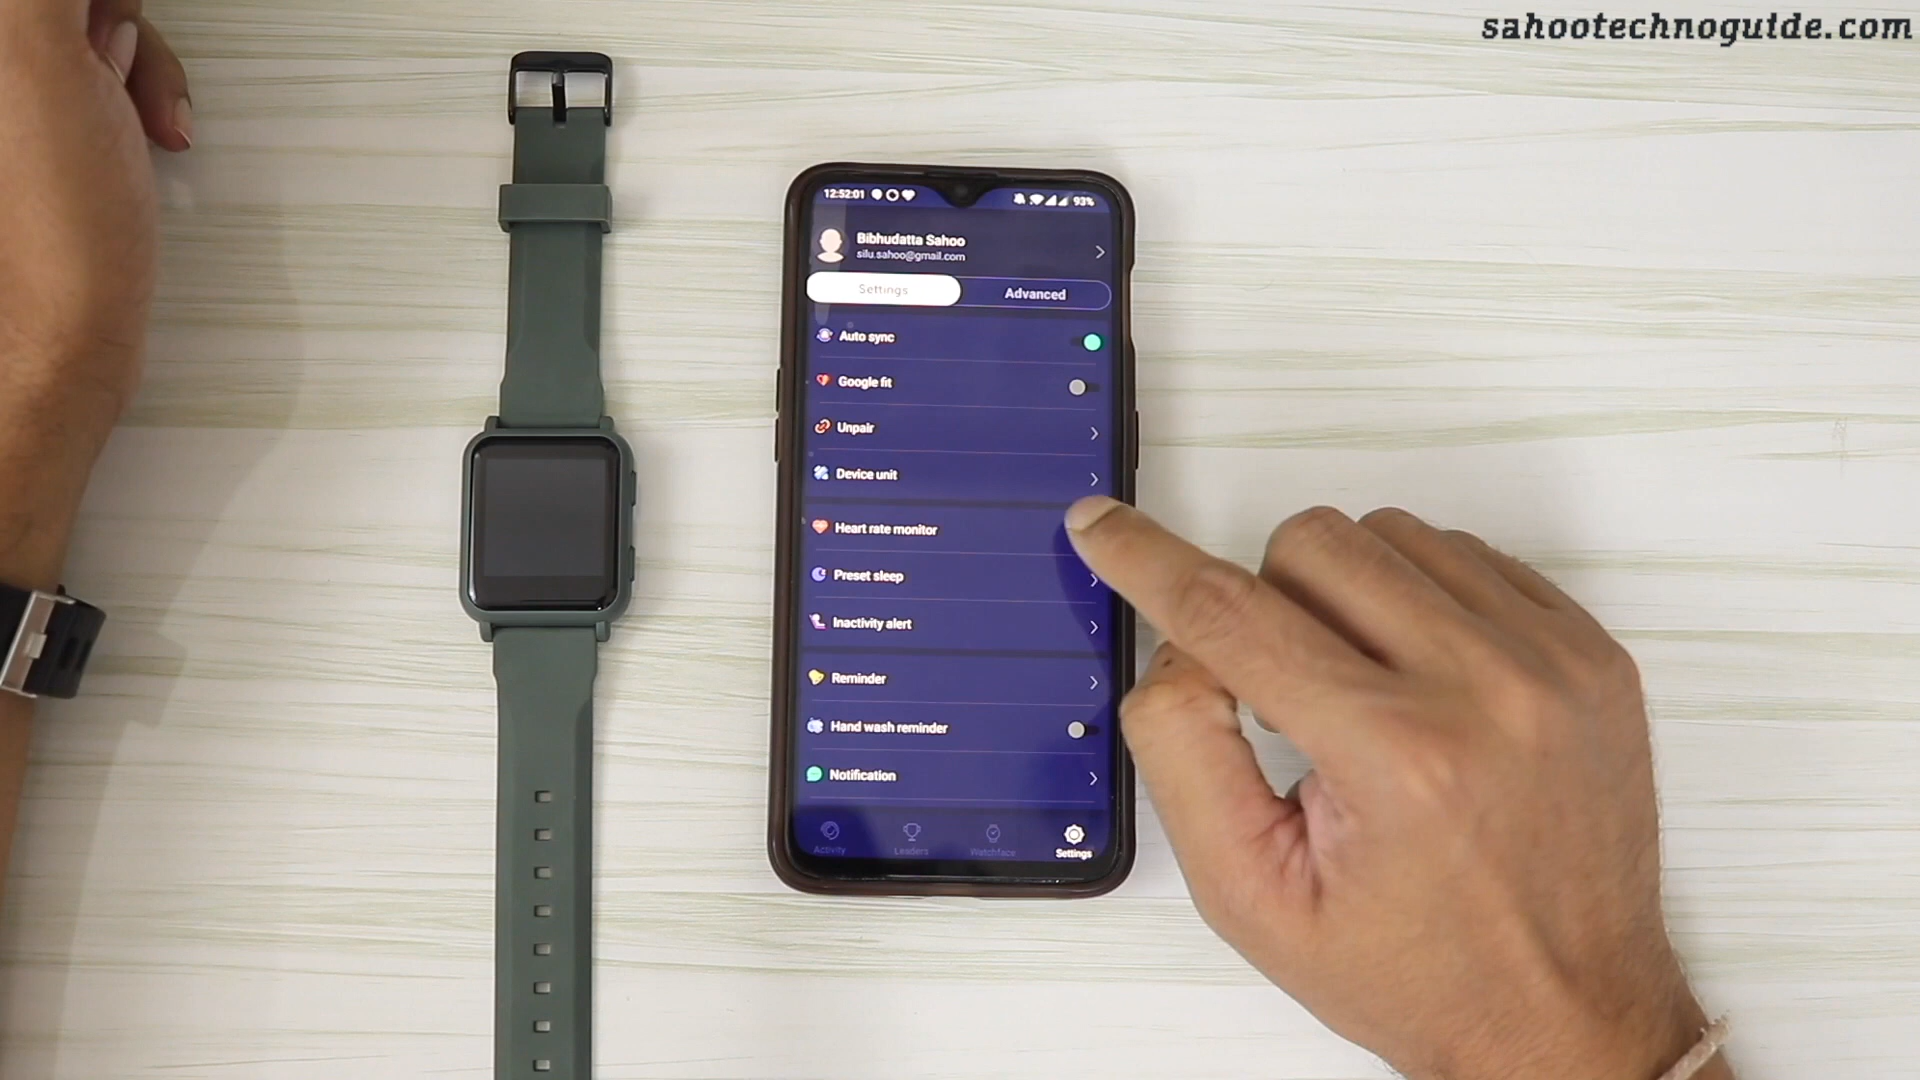 sahootechnoguide.com
12:52:01
93%
Bibhudatta Sahoo
silu.sahoo@gmail.com
Settings
Advanced
Auto sync
Google fit
Unpair
Device unit
Heart rate monitor
Preset sleep
Inactivity alert
Reminder
Hand wash reminder
Notification
Activity
Leaders
Watchface
Settings